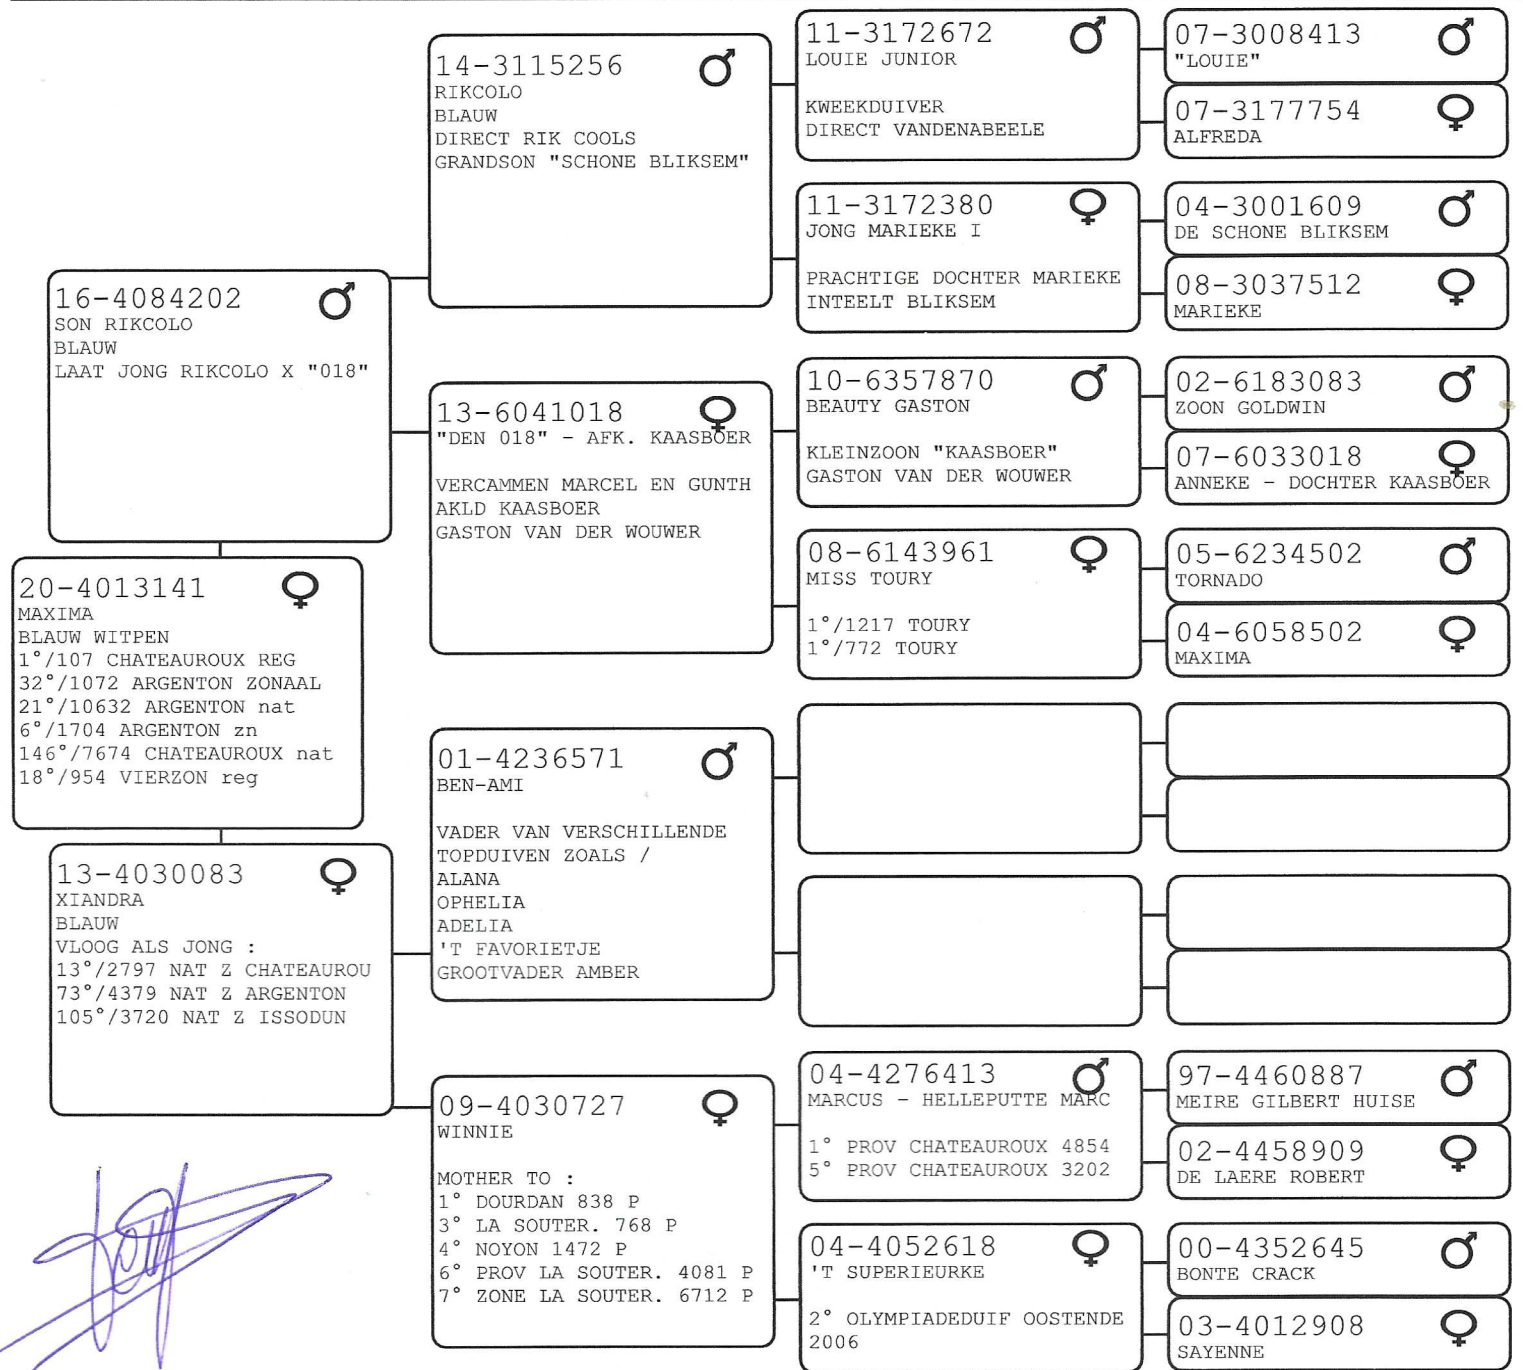 20-4013141
MAXIMA
BLAUW WITPEN
1°/107 CHATEAUROUX REG
32°/1072 ARGENTON ZONAAL
21°/10632 ARGENTON nat
6°/1704 ARGENTON zn
146°/7674 CHATEAUROUX nat
18°/954 VIERZON reg
16-4084202
SON RIKCOLO
BLAUW
LAAT JONG RIKCOLO X "018"
13-4030083
XIANDRA
BLAUW
VLOOG ALS JONG :
13°/2797 NAT Z CHATEAUROU
73°/4379 NAT Z ARGENTON
105°/3720 NAT Z ISSODUN
14-3115256
RIKCOLO
BLAUW
DIRECT RIK COOLS
GRANDSON "SCHONE BLIKSEM"
13-6041018
"DEN 018" - AFK. KAASBOER
VERCAMMEN MARCEL EN GUNTH
AKLD KAASBOER
GASTON VAN DER WOUWER
01-4236571
BEN-AMI
VADER VAN VERSCHILLENDE
TOPDUIVEN ZOALS /
ALANA
OPHELIA
ADELIA
'T FAVORIETJE
GROOTVADER AMBER
09-4030727
WINNIE
MOTHER TO :
1° DOURDAN 838 P
3° LA SOUTER. 768 P
4° NOYON 1472 P
6° PROV LA SOUTER. 4081 P
7° ZONE LA SOUTER. 6712 P
11-3172672
LOUIE JUNIOR
KWEEKDUIVER
DIRECT VANDENABEELE
11-3172380
JONG MARIEKE I
PRACHTIGE DOCHTER MARIEKE
INTEELT BLIKSEM
10-6357870
BEAUTY GASTON
KLEINZOON "KAASBOER"
GASTON VAN DER WOUWER
08-6143961
MISS TOURY
1°/1217 TOURY
1°/772 TOURY
04-4276413
MARCUS - HELLEPUTTE MARC
1° PROV CHATEAUROUX 4854
5° PROV CHATEAUROUX 3202
04-4052618
'T SUPERIEURKE
2° OLYMPIADEDUIF OOSTENDE
2006
07-3008413
"LOUIE"
07-3177754
ALFREDA
04-3001609
DE SCHONE BLIKSEM
08-3037512
MARIEKE
02-6183083
ZOON GOLDWIN
07-6033018
ANNEKE - DOCHTER KAASBOER
05-6234502
TORNADO
04-6058502
MAXIMA
97-4460887
MEIRE GILBERT HUISE
02-4458909
DE LAERE ROBERT
00-4352645
BONTE CRACK
03-4012908
SAYENNE